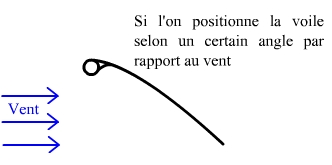 Si l'on positionne la voile
selon un certain angle par
rapport au vent
Vent